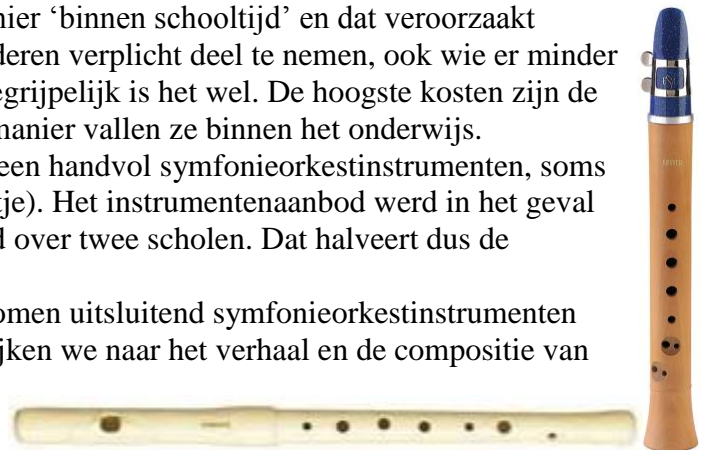 hier ‘binnen schooltijd’ en dat veroorzaakt
deren verplicht deel te nemen, ook wie er minder
egrijpelijk is het wel. De hoogste kosten zijn de
manier vallen ze binnen het onderwijs.
een handvol symfonieorkestinstrumenten, soms
tje). Het instrumentenaanbod werd in het geval
d over twee scholen. Dat halveert dus de
omen uitsluitend symfonieorkestinstrumenten
ijken we naar het verhaal en de compositie van